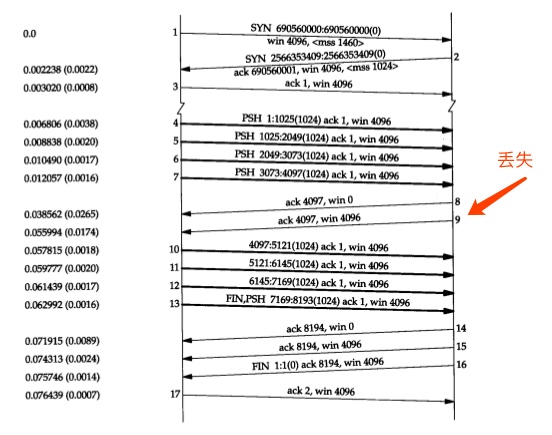 0.0 1 SYN 690560000:690560000(0)
win 4096, <mss 1460>
SYN 2566353409:2566353409(0) 2
0.002238 (0.0022) ack 690560001, win 4096, <mss 1024>
0.003020 (0.0008) 3 ack 1, win 4096
0.006806 (0.0038) 4 PSH 1:1025(1024) ack 1, win 4096
0.008838 (0.0020) 5 PSH 1025:2049(1024) ack 1, win 4096
0.010490 (0.0017) 6 PSH 2049:3073(1024) ack 1, win 4096
丢失
0.012057 (0.0016) 7 PSH 3073:4097(1024) ack 1, win 4096
ack 4097, win 0 8
0.038562 (0.0265) ack 4097, win 4096 9
0.055994 (0.0174)
0.057815 (0.0018) 10 4097:5121(1024) ack 1, win 4096
0.059777 (0.0020) 11 5121:6145(1024) ack 1, win 4096
0.061439 (0.0017) 12 6145:7169(1024) ack 1, win 4096
0.062992 (0.0016) 13 FIN,PSH 7169:8193(1024) ack 1, win 4096
ack 8194, win 0 14
0.071915 (0.0089) ack 8194, win 4096 15
0.074313 (0.0024) FIN 1:1(0) ack 8194, win 4096 16
0.075746 (0.0014)
0.076439 (0.0007) 17 ack 2, win 4096